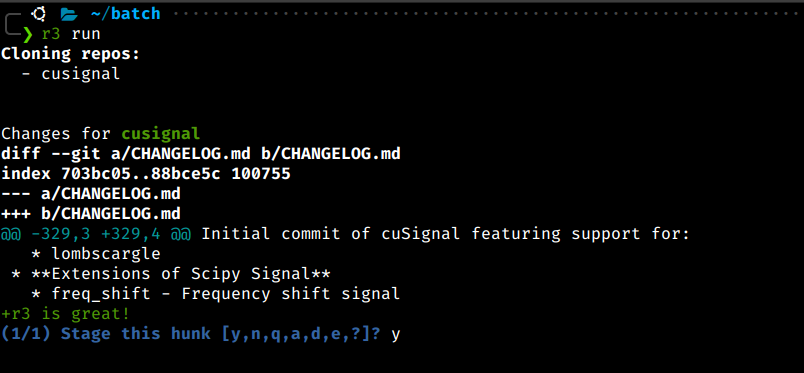 ~/batch
❯ r3 run
Cloning repos:
  - cusignal
Changes for cusignal
diff --git a/CHANGELOG.md b/CHANGELOG.md
index 703bc05..88bce5c 100755
--- a/CHANGELOG.md
+++ b/CHANGELOG.md
@@ -329,3 +329,4 @@ Initial commit of cuSignal featuring support for:
   * lombscargle
 * **Extensions of Scipy Signal**
   * freq_shift - Frequency shift signal
+r3 is great!
(1/1) Stage this hunk [y,n,q,a,d,e,?]? y